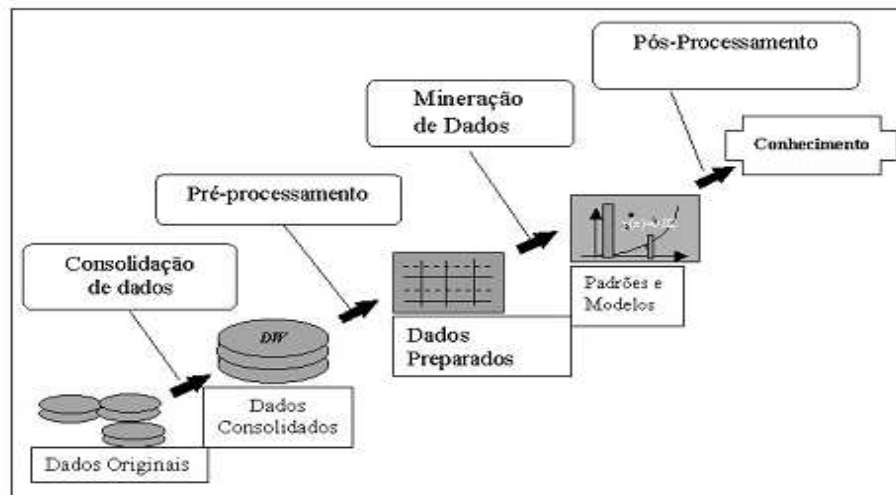 Pós-Processamento
Mineração
de Dados
Conhecimento
Pré-processamento
Consolidação
de dados
Padrões e
Modelos
DW
Dados
Preparados
Dados
Consolidados
Dados Originais